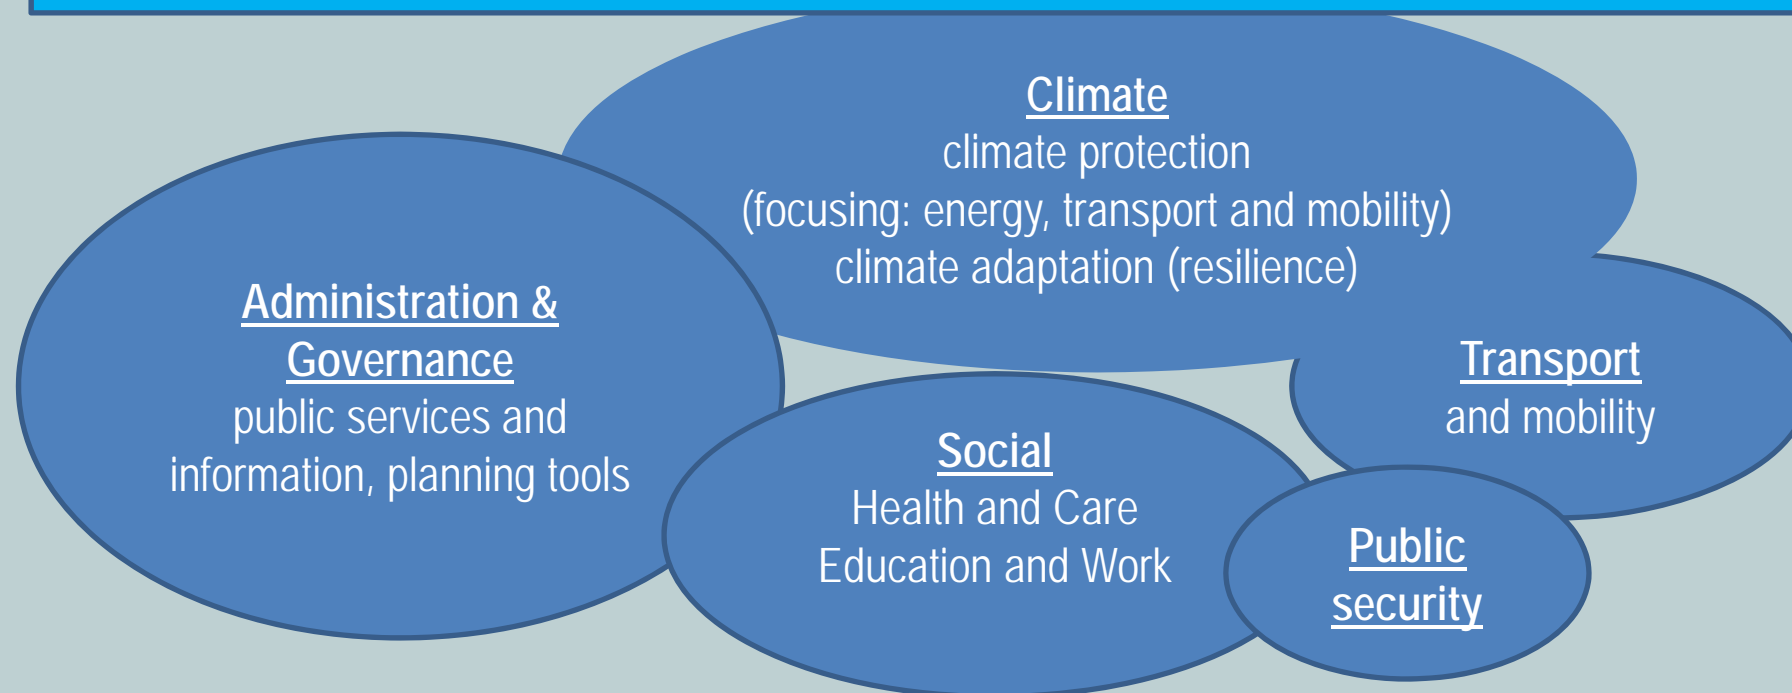 Climate
climate protection
(focusing: energy, transport and mobility)
climate adaptation (resilience)
Administration &
Governance
public services and
information, planning tools
Transport
and mobility
Social
Health and Care
Education and Work
Public
security